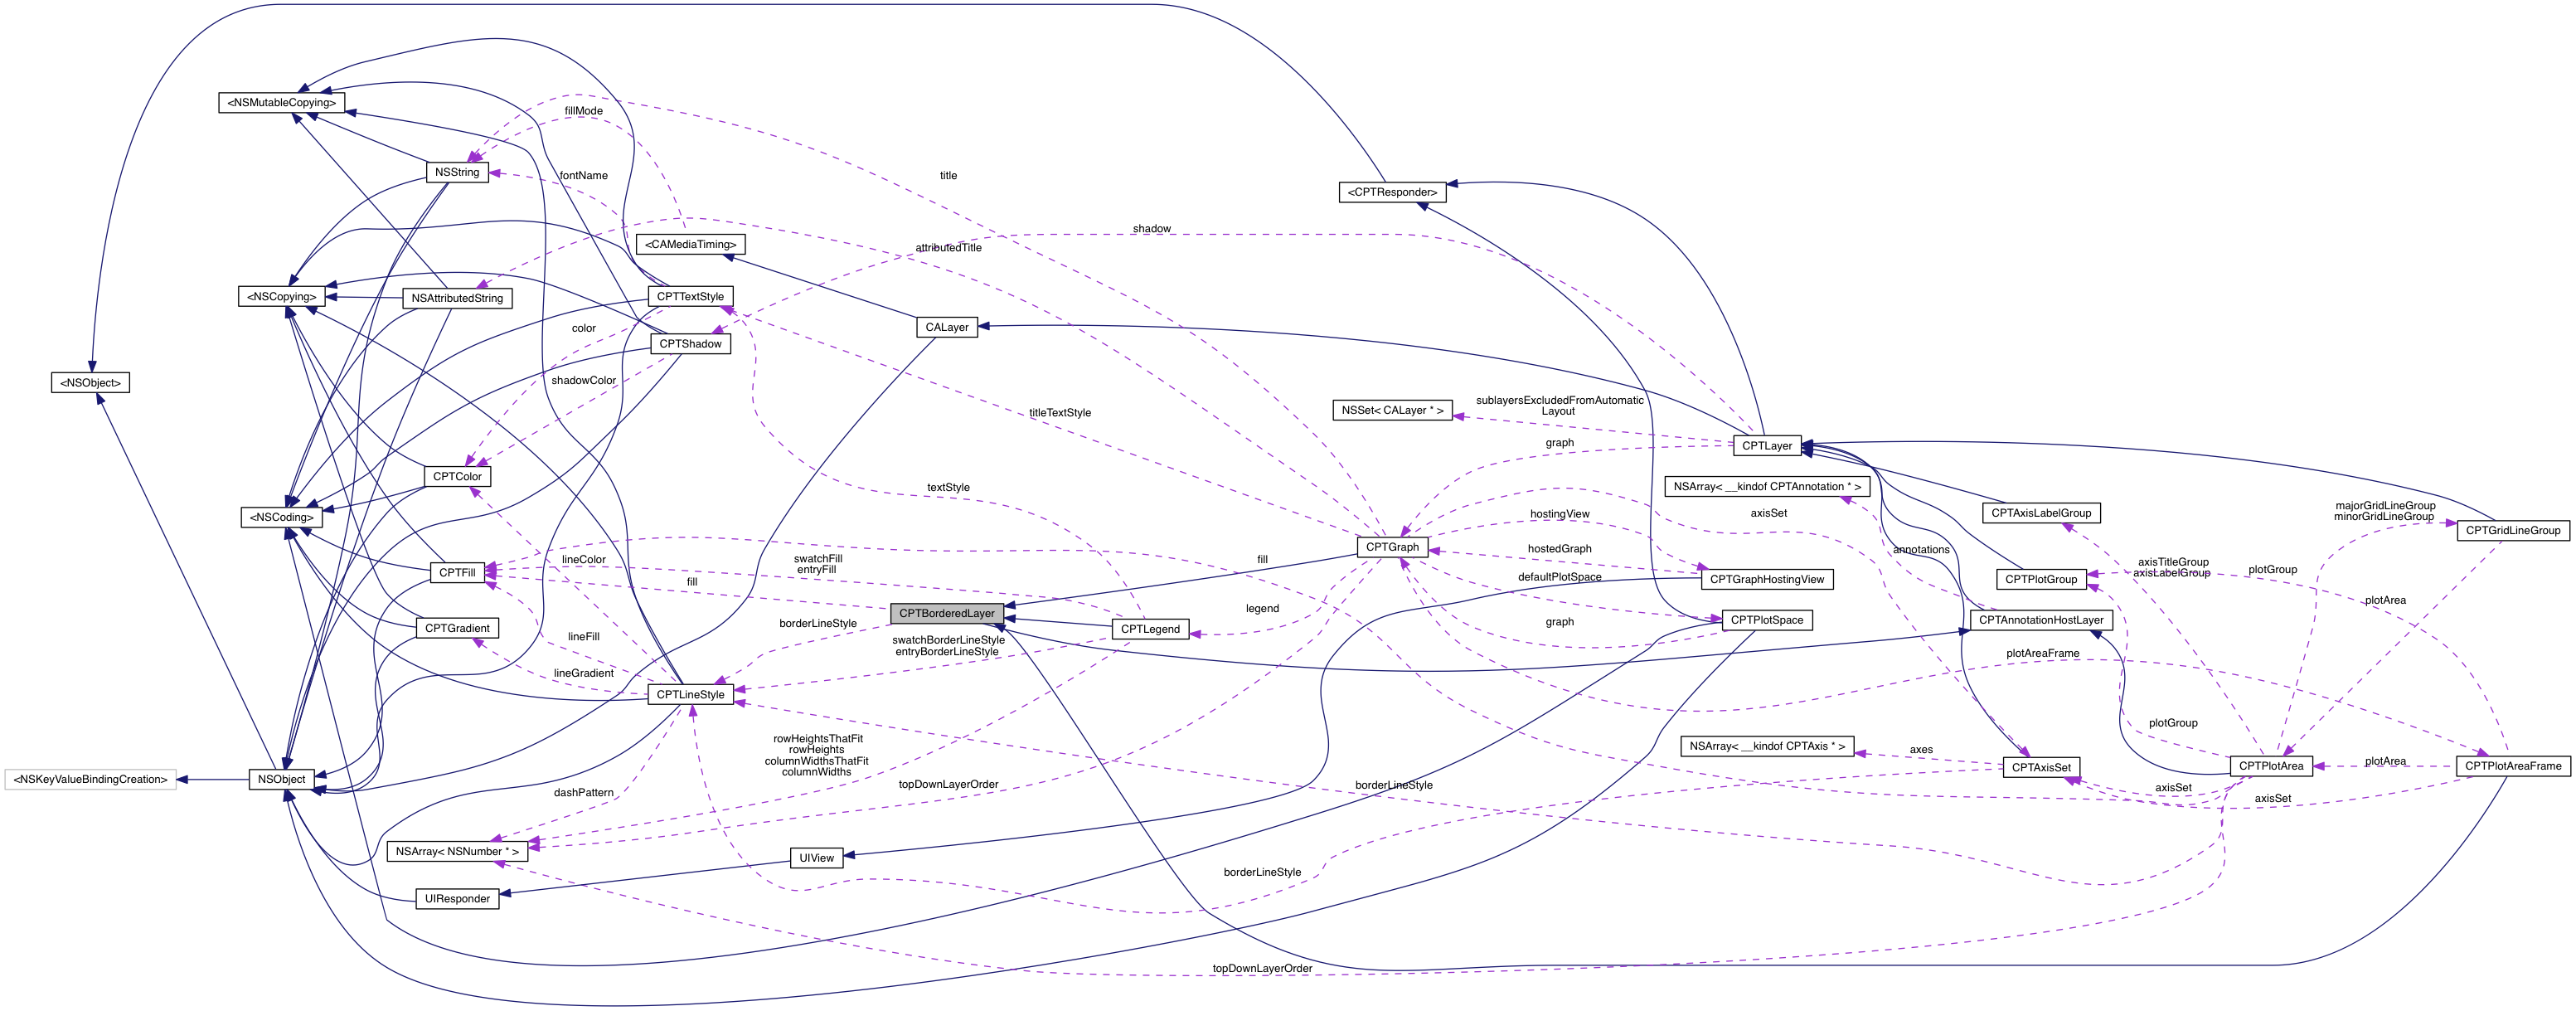 <NSMutableCopying>
fillMode
NSString
fontName
title
<CPTResponder>
shadow
<CAMediaTiming>
attributedTitle
<NSCopying>
NSAttributedString
CPTTextStyle
color
CALayer
CPTShadow
<NSObject>
shadowColor
sublayersExcludedFromAutomatic
Layout
NSSet< CALayer * >
titleTextStyle
graph
CPTLayer
CPTColor
textStyle
NSArray< __kindof CPTAnnotation * >
<NSCoding>
hostingView
axisSet
CPTAxisLabelGroup
majorGridLineGroup
minorGridLineGroup
CPTGridLineGroup
CPTGraph
hostedGraph
annotations
lineColor
swatchFill
entryFill
fill
CPTFill
fill
defaultPlotSpace
CPTGraphHostingView
CPTPlotGroup
axisTitleGroup
axisLabelGroup
plotGroup
plotArea
CPTBorderedLayer
legend
graph
CPTPlotSpace
CPTAnnotationHostLayer
CPTGradient
lineFill
borderLineStyle
CPTLegend
swatchBorderLineStyle
entryBorderLineStyle
plotAreaFrame
lineGradient
CPTLineStyle
plotGroup
rowHeightsThatFit
rowHeights
columnWidthsThatFit
columnWidths
NSArray< __kindof CPTAxis * >
axes
CPTAxisSet
CPTPlotArea
plotArea
CPTPlotAreaFrame
<NSKeyValueBindingCreation>
NSObject
dashPattern
topDownLayerOrder
borderLineStyle
axisSet
axisSet
NSArray< NSNumber * >
UIView
borderLineStyle
UIResponder
topDownLayerOrder